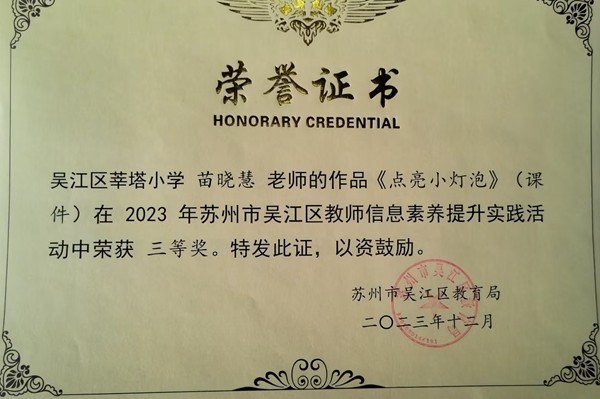 荣誉证书
HONORARY CREDENTIAL
吴江区莘塔小学 苗晓慧 老师的作品《点亮小灯泡》（课
件）在 2023 年苏州市吴江区教师信息素养提升实践活
动中荣获 三等奖。特发此证，以资鼓励。
苏州市吴江区教育局
二〇二三年十二月